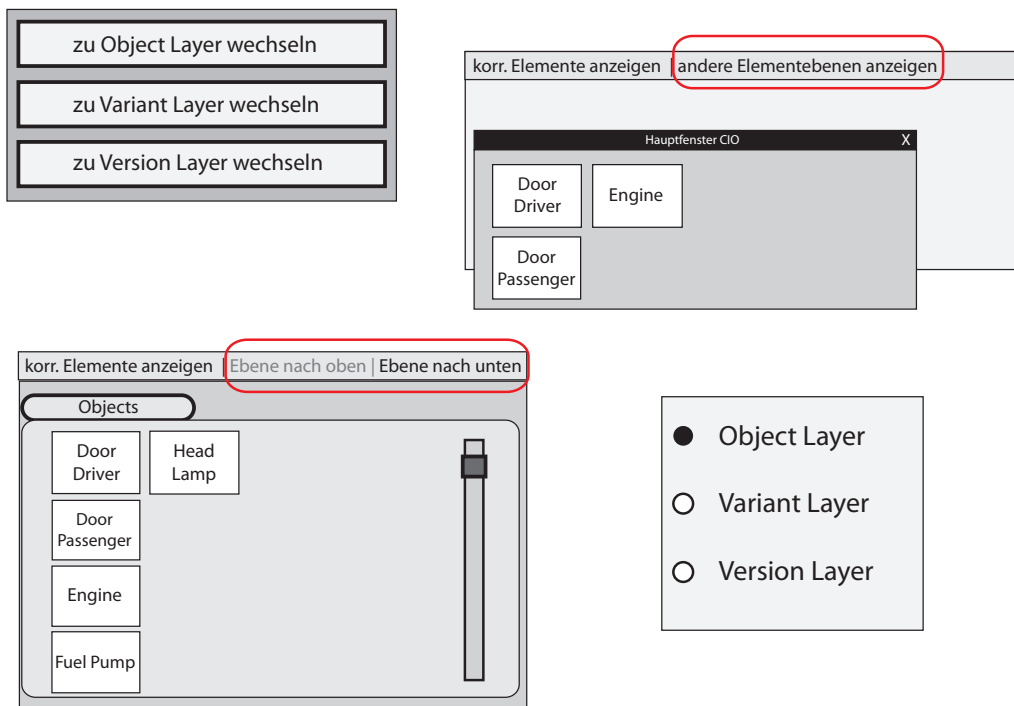 zu Object Layer wechseln
zu Variant Layer wechseln
zu Version Layer wechseln
korr. Elemente anzeigen | andere Elementebenen anzeigen
Hauptfenster CIO X
Door
Driver
Engine
Door
Passenger
korr. Elemente anzeigen | Ebene nach oben | Ebene nach unten
Objects
Door
Driver
Head
Lamp
Door
Passenger
Engine
Fuel Pump
Object Layer
Variant Layer
Version Layer